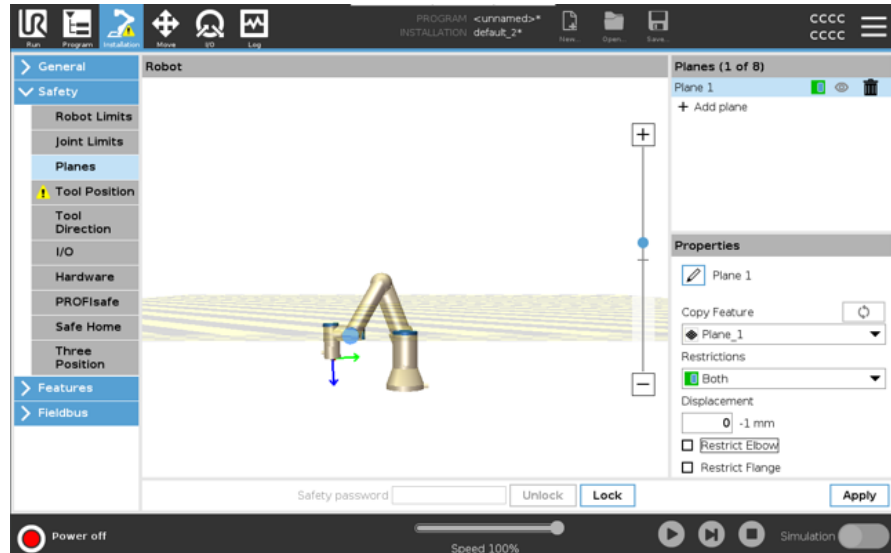 UR
PROGRAM <unnamed>*
INSTALLATION default_2*
CCCC
CCCC
Run Program Installation Move I/O Log New... Open... Save...
General
Safety
Robot Limits
Joint Limits
Planes
Tool Position
Tool
Direction
I/O
Hardware
PROFIsafe
Safe Home
Three
Position
Features
Fieldbus
Robot
+
−
Safety password Unlock Lock
Planes (1 of 8)
Plane 1
+ Add plane
Properties
Plane 1
Copy Feature
Plane_1
Restrictions
Both
Displacement
0 -1 mm
Restrict Elbow
Restrict Flange
Apply
Power off
Speed 100%
Simulation